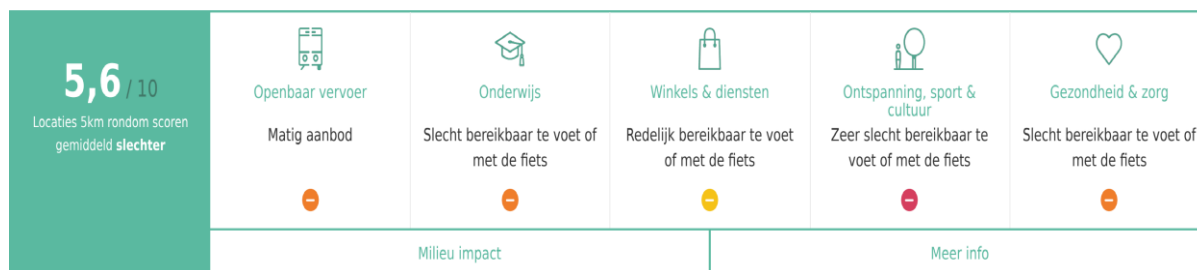 5,6 / 10
Locaties 5km rondom scoren
gemiddeld slechter
Openbaar vervoer
Matig aanbod
Onderwijs
Slecht bereikbaar te voet of
met de fiets
Winkels & diensten
Redelijk bereikbaar te voet
of met de fiets
Ontspanning, sport &
cultuur
Zeer slecht bereikbaar te
voet of met de fiets
Gezondheid & zorg
Slecht bereikbaar te voet of
met de fiets
Milieu impact
Meer info